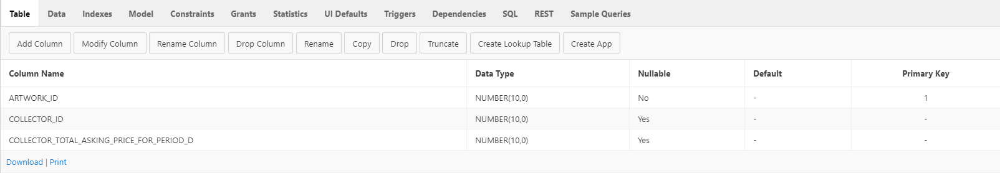 Table Data Indexes Model Constraints Grants Statistics UI Defaults Triggers Dependencies SQL REST Sample Queries
Add Column Modify Column Rename Column Drop Column Rename Copy Drop Truncate Create Lookup Table Create App
Column Name Data Type Nullable Default Primary Key
ARTWORK_ID NUMBER(10,0) No - 1
COLLECTOR_ID NUMBER(10,0) Yes - -
COLLECTOR_TOTAL_ASKING_PRICE_FOR_PERIOD_D NUMBER(10,0) Yes - -
Download | Print